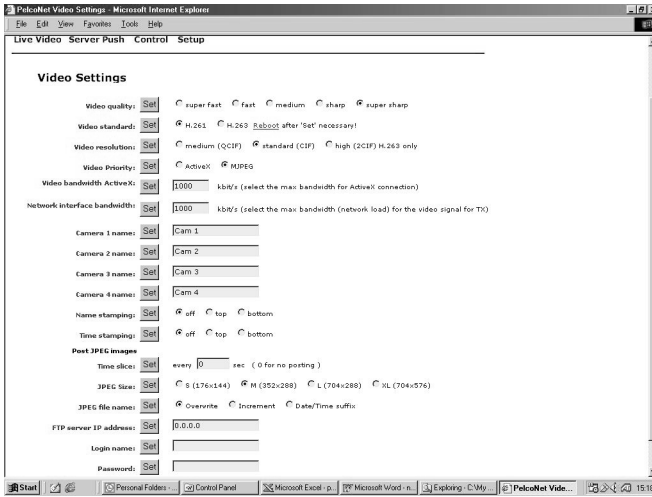 PelcoNet Video Settings - Microsoft Internet Explorer
File Edit View Favorites Tools Help
Live Video Server Push Control Setup
Video Settings
Video quality: Set super fast fast medium sharp super sharp
Video standard: Set H.261 H.263 Reboot after 'Set' necessary!
Video resolution: Set medium (QCIF) standard (CIF) high (2CIF) H.263 only
Video Priority: Set ActiveX MJPEG
Video bandwidth ActiveX: Set 1000 kbit/s (select the max bandwidth for ActiveX connection)
Network interface bandwidth: Set 1000 kbit/s (select the max bandwidth (network load) for the video signal for TX)
Camera 1 name: Set Cam 1
Camera 2 name: Set Cam 2
Camera 3 name: Set Cam 3
Camera 4 name: Set Cam 4
Name stamping: Set off top bottom
Time stamping: Set off top bottom
Post JPEG images
Time slice: Set every 0 sec ( 0 for no posting )
JPEG Size: Set S (176x144) M (352x288) L (704x288) XL (704x576)
JPEG file name: Set Overwrite Increment Date/Time suffix
FTP server IP address: Set 0.0.0.0
Login name: Set
Password: Set
Start Personal Folders - ... Control Panel Microsoft Excel - p... Microsoft Word - n... Exploring - C:\My ... PelcoNet Vide... 15:18